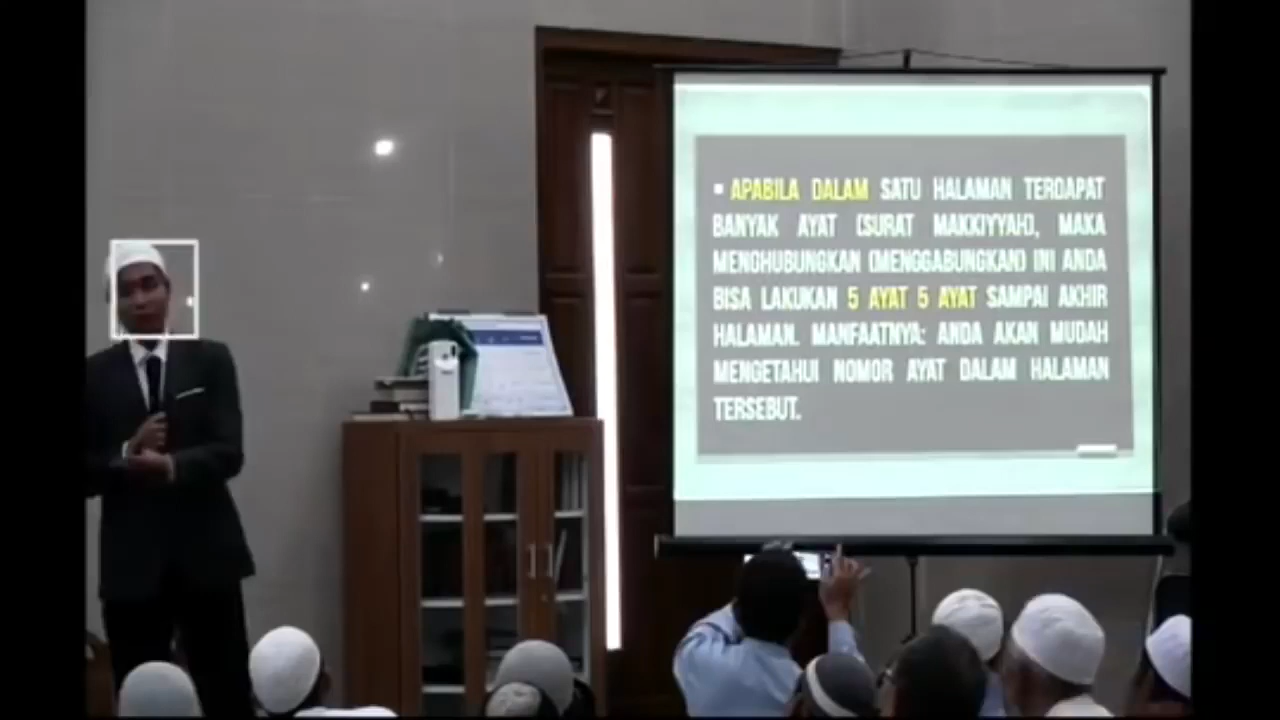 ▪ APABILA DALAM SATU HALAMAN TERDAPAT
BANYAK AYAT (SURAT MAKKIYYAH), MAKA
MENGHUBUNGKAN (MENGGABUNGKAN) INI ANDA
BISA LAKUKAN 5 AYAT 5 AYAT SAMPAI AKHIR
HALAMAN. MANFAATNYA: ANDA AKAN MUDAH
MENGETAHUI NOMOR AYAT DALAM HALAMAN
TERSEBUT.